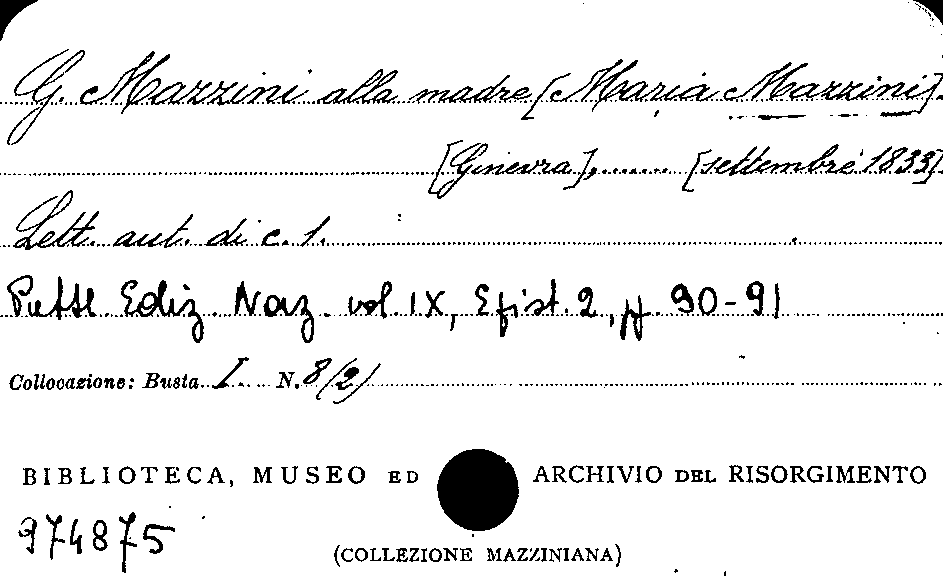 G. Mazzini alla madre [Maria Mazzini].
[Ginevra],....... [settembre 1833].
Lett. aut. di c. 1.
Publ. Ediz. Naz. vol. IX, Epist. 2, pp. 90-91
Collocazione: Busta I N. 8/(2)
BIBLIOTECA, MUSEO ED ARCHIVIO DEL RISORGIMENTO
974875
(COLLEZIONE MAZZINIANA)